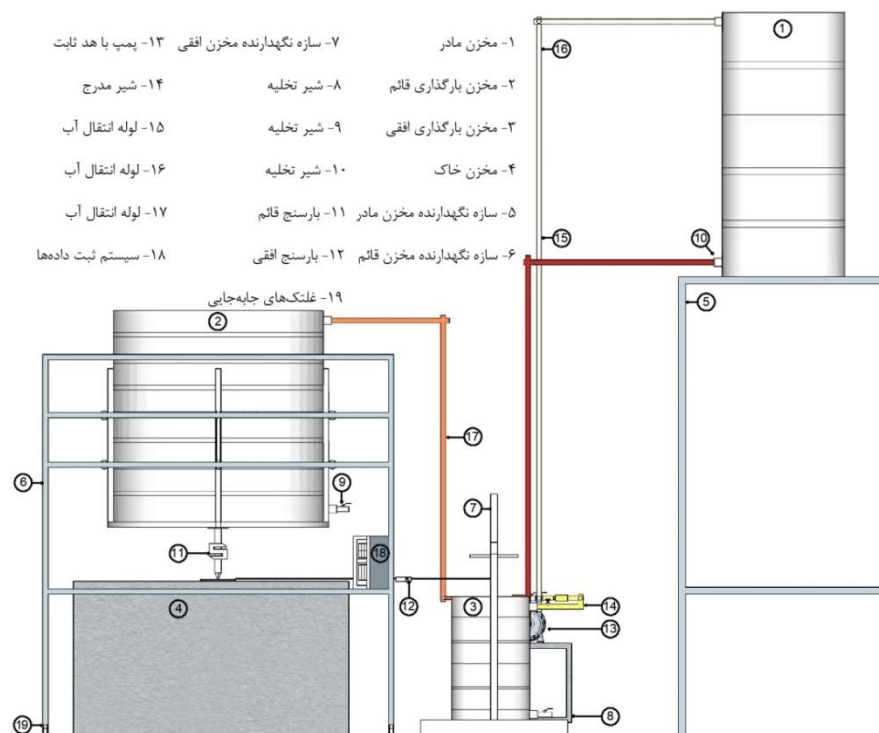 ۱- مخزن مادر
۲- مخزن بارگذاری قائم
۳- مخزن بارگذاری افقی
۴- مخزن خاک
۵- سازه نگهدارنده مخزن مادر
۶- سازه نگهدارنده مخزن قائم
۷- سازه نگهدارنده مخزن افقی
۸- شیر تخلیه
۹- شیر تخلیه
۱۰- شیر تخلیه
۱۱- بارسنج قائم
۱۲- بارسنج افقی
۱۳- پمپ با هد ثابت
۱۴- شیر مدرج
۱۵- لوله انتقال آب
۱۶- لوله انتقال آب
۱۷- لوله انتقال آب
۱۸- سیستم ثبت داده‌ها
۱۹- غلتک‌های جابه‌جایی
1
16
15
10
5
2
17
6
9
7
11
18
12
3
14
4
13
19
8